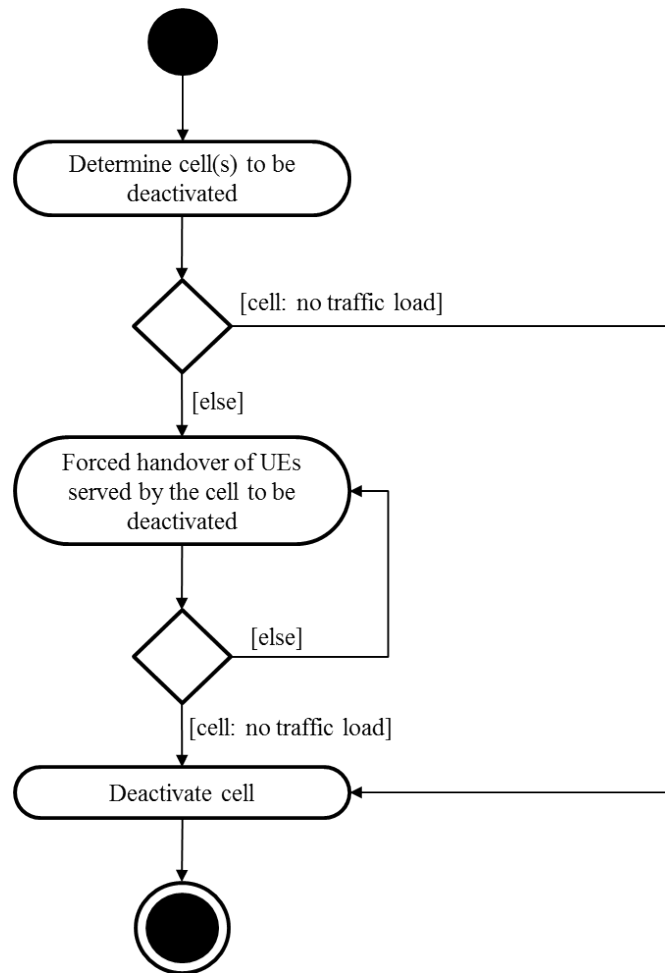 Determine cell(s) to be
deactivated
[cell: no traffic load]
[else]
Forced handover of UEs
served by the cell to be
deactivated
[else]
[cell: no traffic load]
Deactivate cell